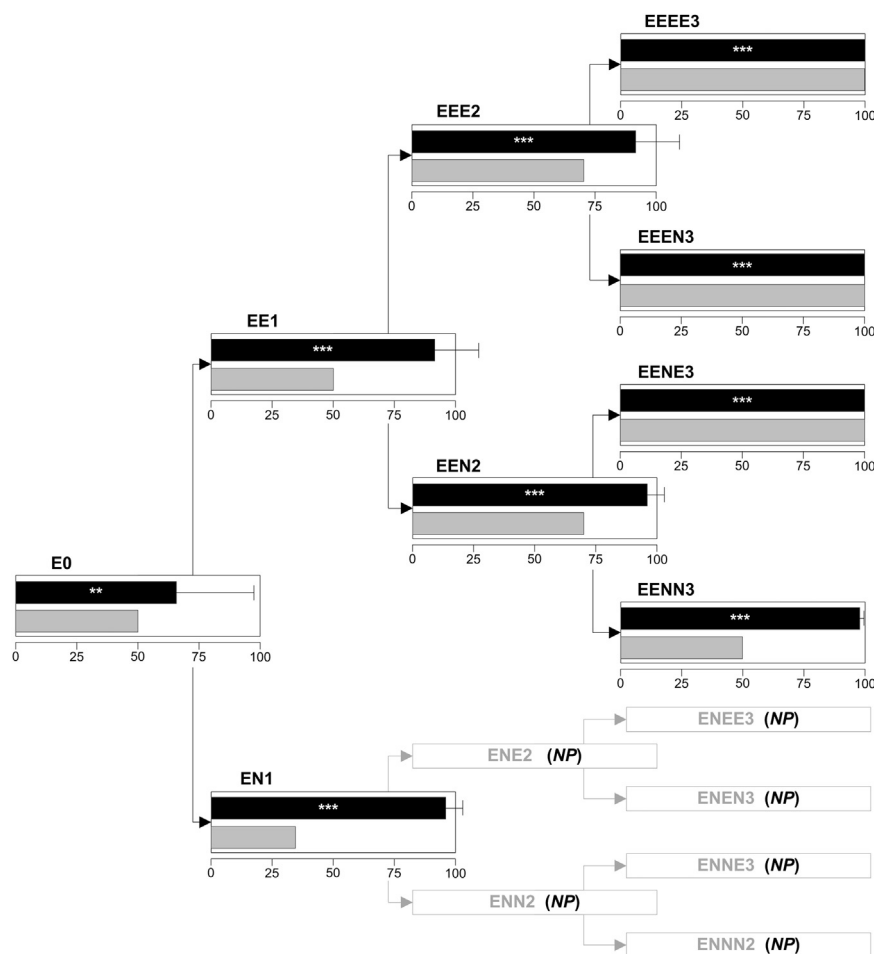 EEEE3
***
0 25 50 75 100
EEE2
***
0 25 50 75 100
EEEN3
***
0 25 50 75 100
EE1
***
0 25 50 75 100
EENE3
***
0 25 50 75 100
EEN2
***
0 25 50 75 100
E0
**
0 25 50 75 100
EENN3
***
0 25 50 75 100
ENEE3 (NP)
ENE2 (NP)
EN1
***
0 25 50 75 100
ENEN3 (NP)
ENNE3 (NP)
ENN2 (NP)
ENNN2 (NP)